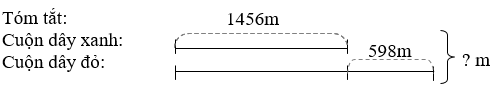 Tóm tắt:
1456m
Cuộn dây xanh:
598m
Cuộn dây đỏ:
? m